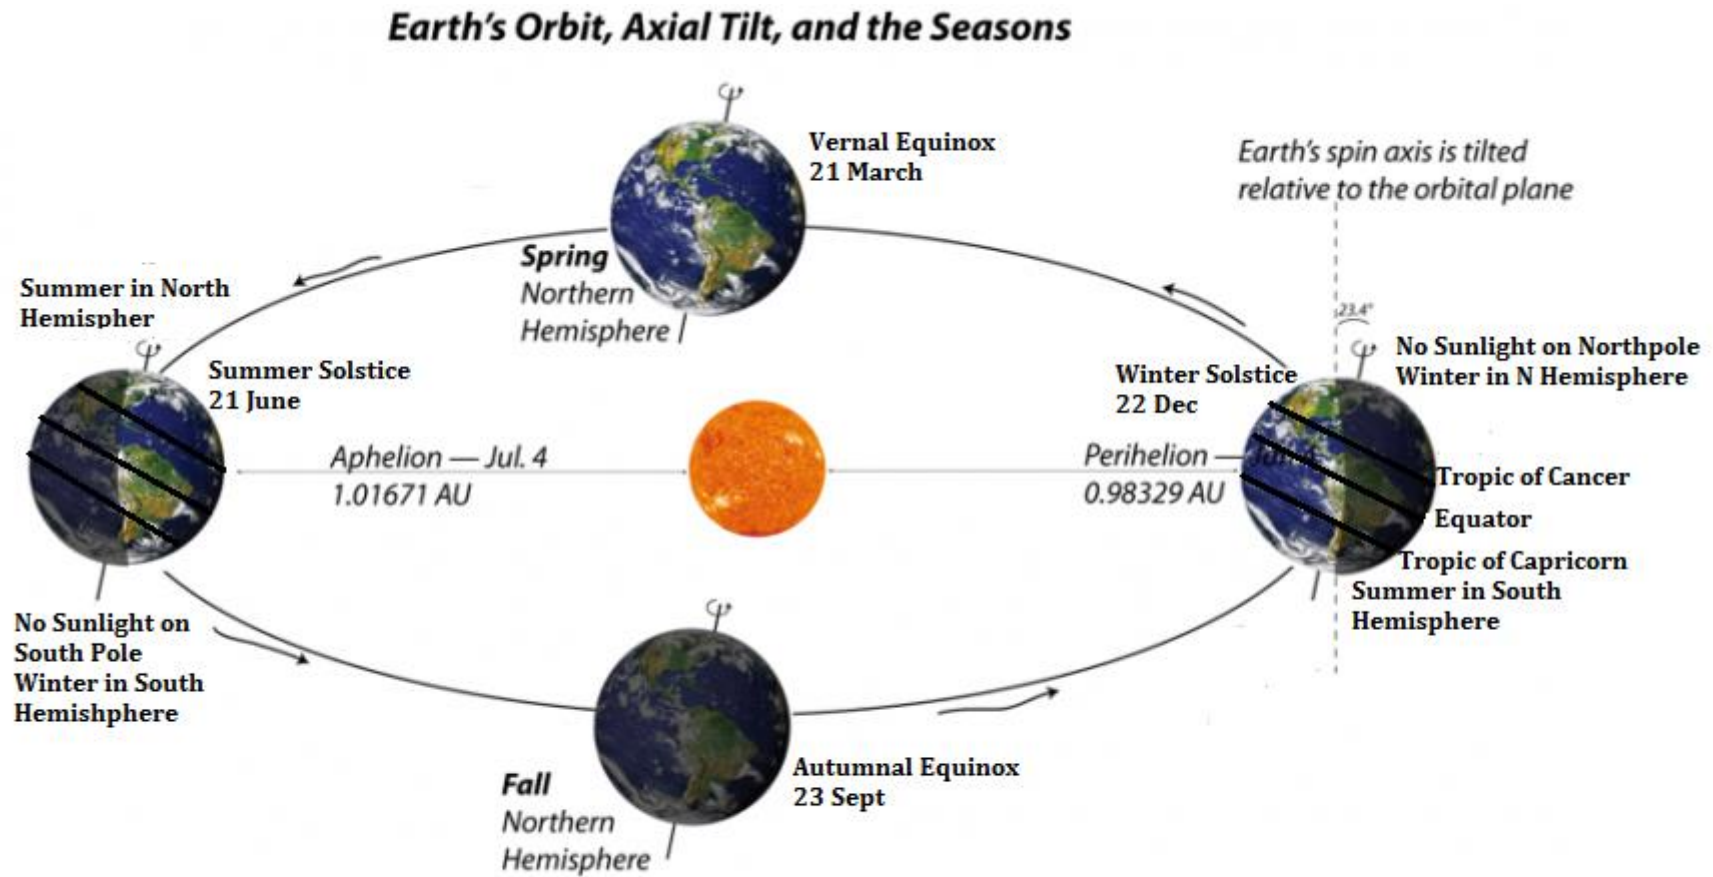 Earth's Orbit, Axial Tilt, and the Seasons
Vernal Equinox
21 March
Earth's spin axis is tilted
relative to the orbital plane
Spring
Northern
Hemisphere
Summer in North
Hemispher
23.4°
No Sunlight on Northpole
Winter in N Hemisphere
Summer Solstice
21 June
Winter Solstice
22 Dec
Aphelion — Jul. 4
1.01671 AU
Perihelion —
0.98329 AU
Tropic of Cancer
Equator
Tropic of Capricorn
Summer in South
Hemisphere
No Sunlight on
South Pole
Winter in South
Hemishphere
Autumnal Equinox
23 Sept
Fall
Northern
Hemisphere